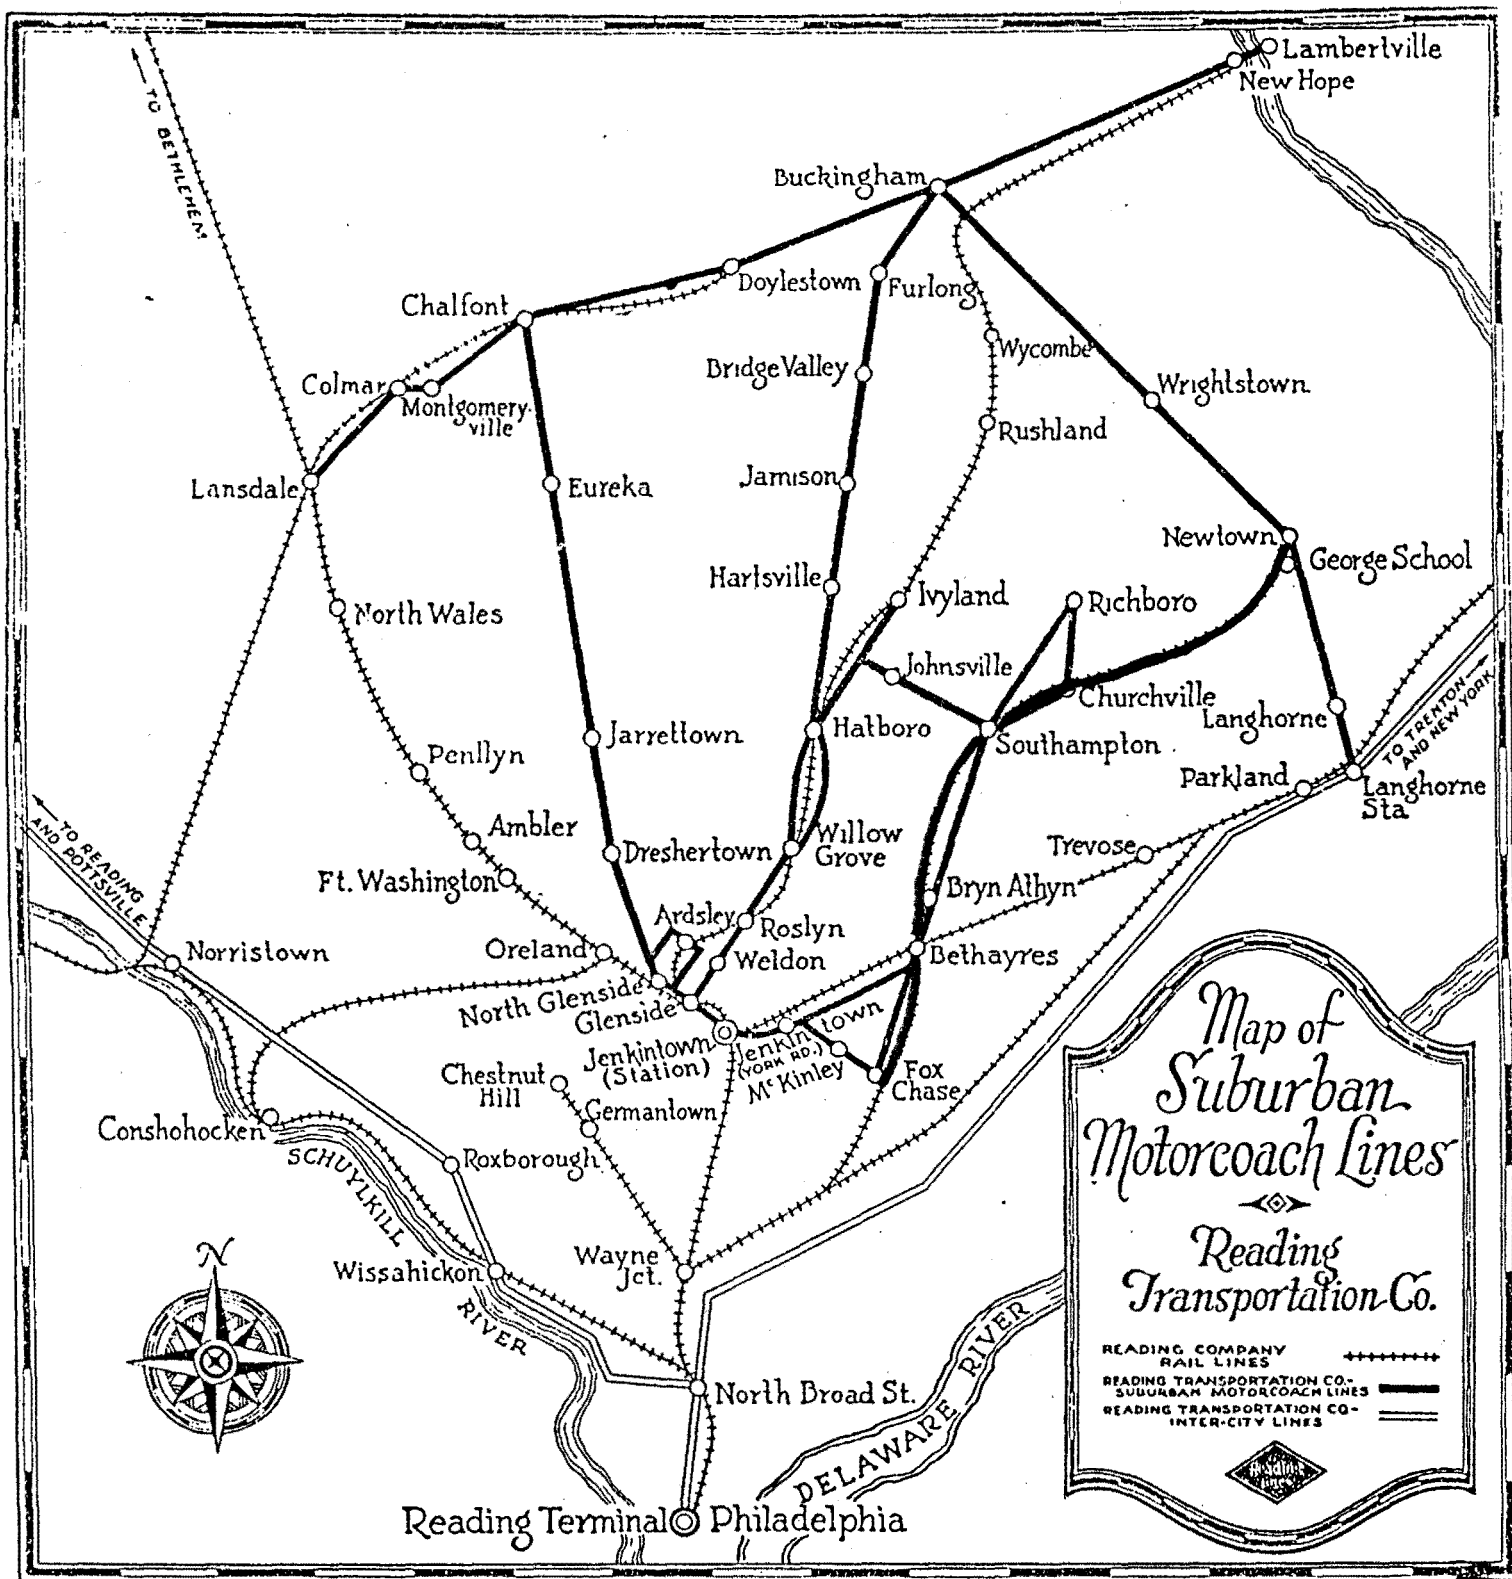 Lambertville
New Hope
TO BETHLEHEM
Buckingham
Doylestown
Furlong
Chalfont
Wycombe
Bridge Valley
Colmar
Montgomery-
ville
Wrightstown
Rushland
Lansdale
Eureka
Jamison
Newtown
George School
Hartsville
Ivyland
Richboro
North Wales
Johnsville
Churchville
Langhorne
TO TRENTON
AND NEW YORK
Jarrettown
Hatboro
Southampton
Penllyn
Parkland
Langhorne
Sta.
TO READING
AND POTTSVILLE
Ambler
Dreshertown
Willow
Grove
Trevose
Ft. Washington
Bryn Athyn
Ardsley
Roslyn
Norristown
Oreland
Weldon
Bethayres
North Glenside
Glenside
Jenkintown
(Station)
Jenkintown
(YORK RD.)
McKinley
Fox
Chase
Chestnut
Hill
Germantown
Conshohocken
SCHUYLKILL
RIVER
Roxborough
Wissahickon
Wayne
Jct.
N
North Broad St.
DELAWARE RIVER
Reading Terminal
Philadelphia
Map of
Suburban
Motorcoach Lines
Reading
Transportation Co.
READING COMPANY
RAIL LINES
READING TRANSPORTATION CO.-
SUBURBAN MOTORCOACH LINES
READING TRANSPORTATION CO-
INTER-CITY LINES